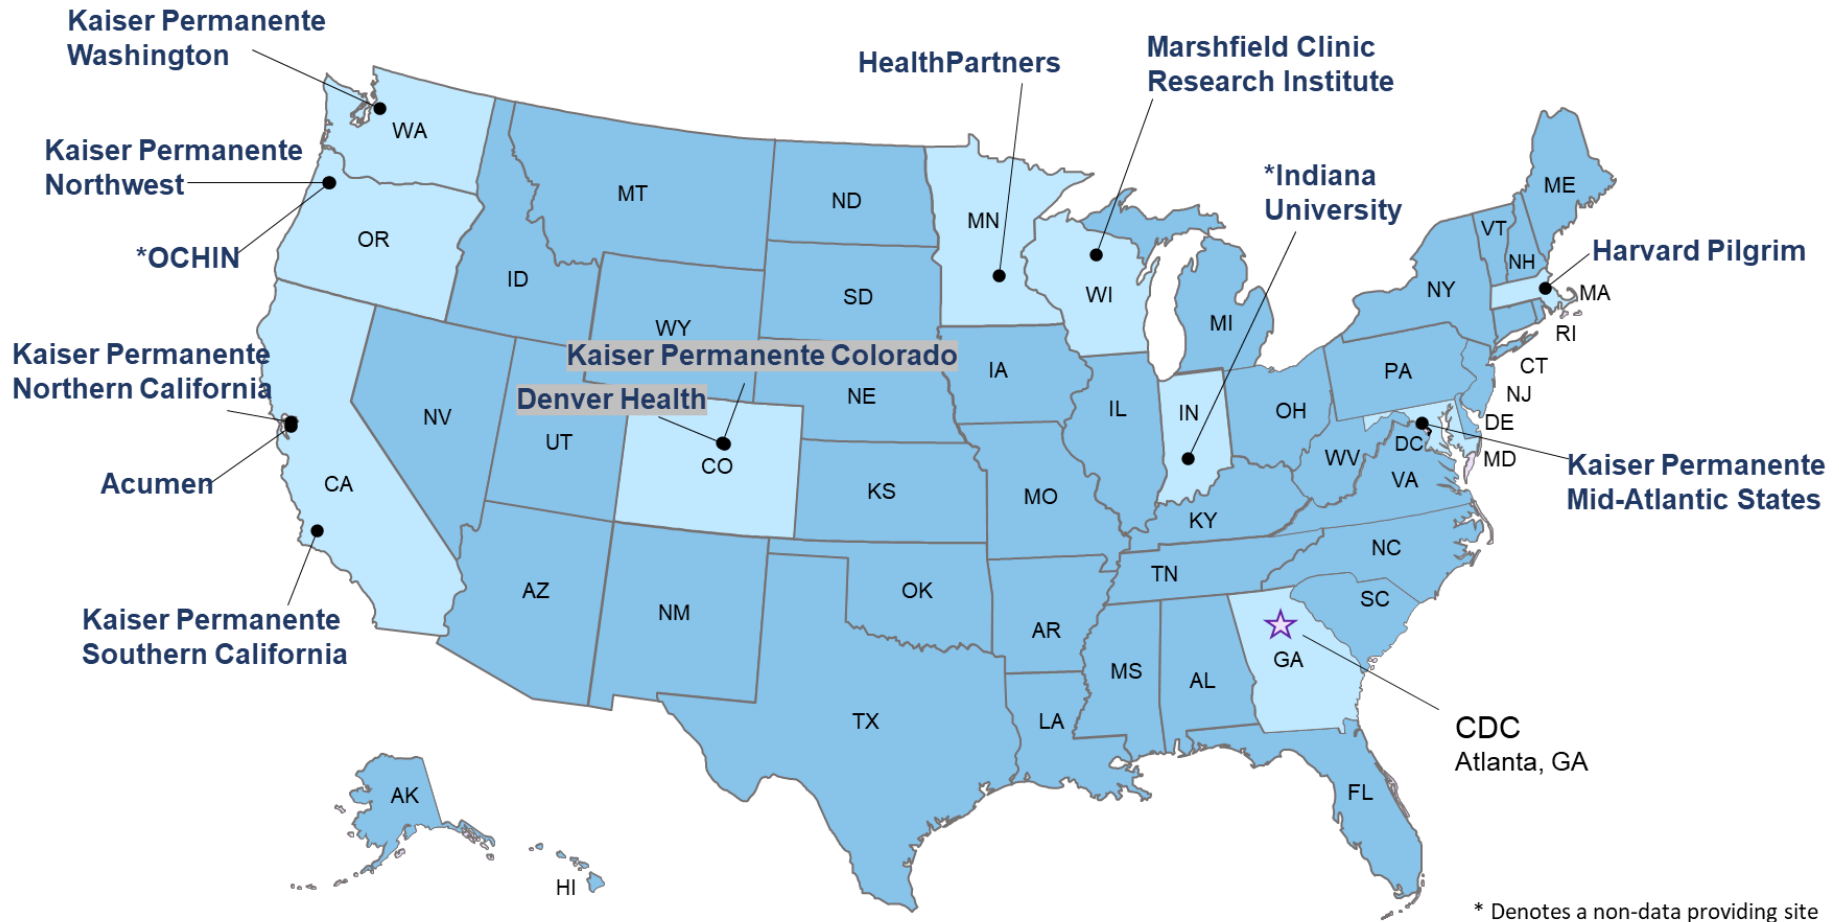 Kaiser Permanente
Washington
HealthPartners
Marshfield Clinic
Research Institute
WA
Kaiser Permanente
Northwest
*Indiana
University
MT
ND
MN
ME
VT
OR
*OCHIN
NH
Harvard Pilgrim
ID
SD
WI
NY
MA
WY
MI
RI
Kaiser Permanente
Northern California
Kaiser Permanente Colorado
IA
PA
CT
Denver Health
NE
NJ
NV
UT
CO
IL
IN
OH
DE
DC
MD
WV
Kaiser Permanente
Mid-Atlantic States
Acumen
CA
KS
MO
VA
KY
NC
TN
AZ
NM
OK
SC
AR
Kaiser Permanente
Southern California
MS
AL
GA
TX
LA
CDC
Atlanta, GA
AK
FL
HI
* Denotes a non-data providing site